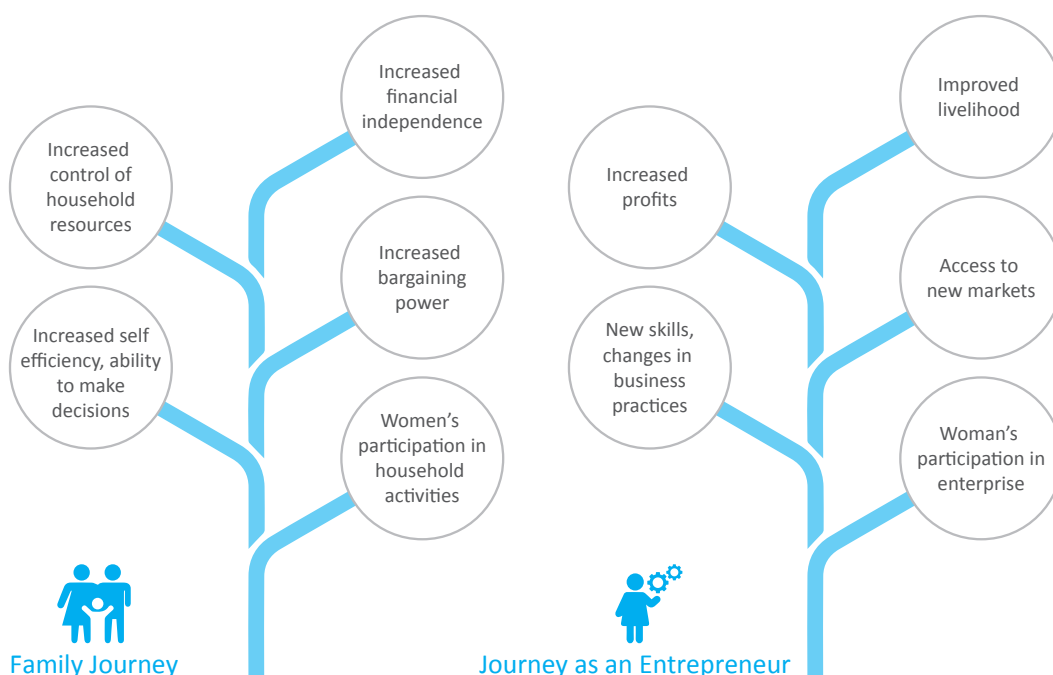 Increased
financial
independence
Increased
control of
household
resources
Increased
bargaining
power
Increased self
efficiency, ability
to make
decisions
Women’s
participation in
household
activities
Family Journey
Improved
livelihood
Increased
profits
Access to
new markets
New skills,
changes in
business
practices
Woman’s
participation in
enterprise
Journey as an Entrepreneur